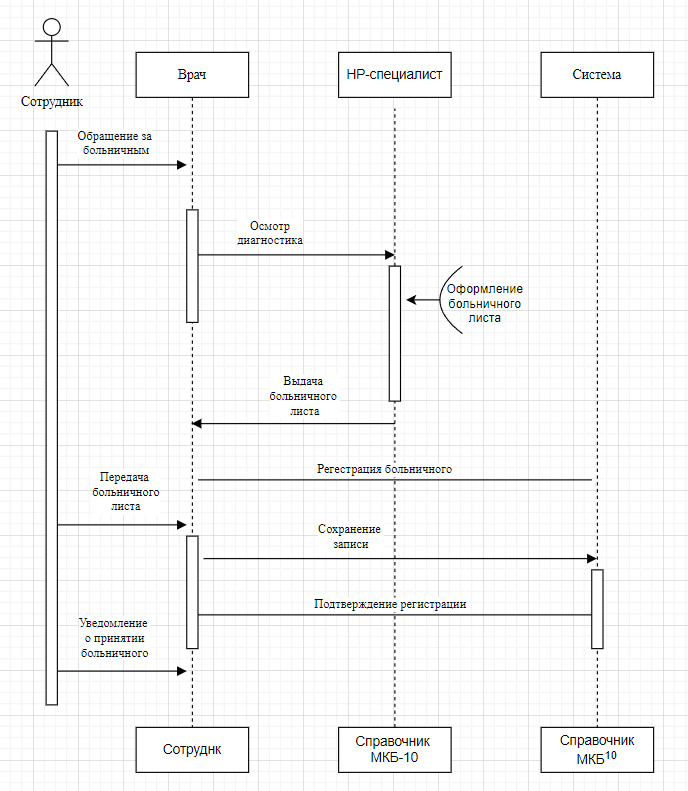 Сотрудник
Врач
HP-специалист
Система
Обращение за
больничным
Осмотр
диагностика
Оформление
больничного
листа
Выдача
больничного
листа
Регестрация больничного
Передача
больничного
листа
Сохранение
записи
Подтверждение регистрации
Уведомление
о принятии
больничного
Сотруднк
Справочник
МКБ-10
Справочник
МКБ¹⁰